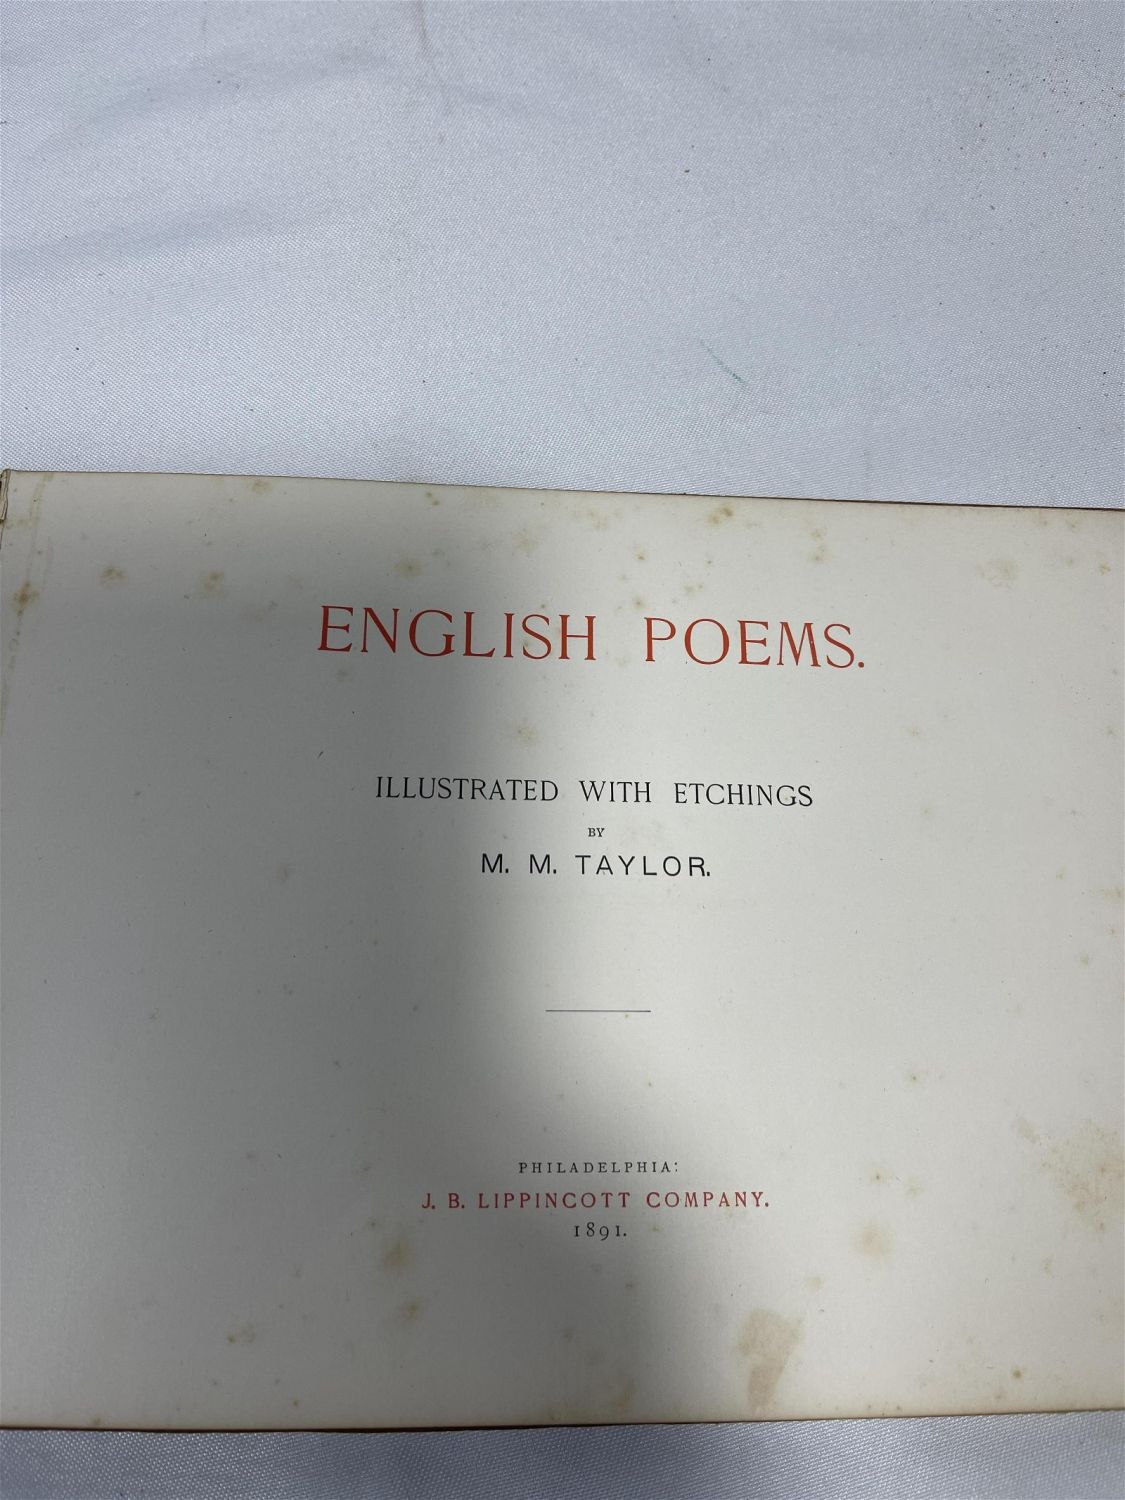 ENGLISH POEMS.
ILLUSTRATED WITH ETCHINGS
BY
M. M. TAYLOR.
PHILADELPHIA:
J. B. LIPPINCOTT COMPANY.
1891.